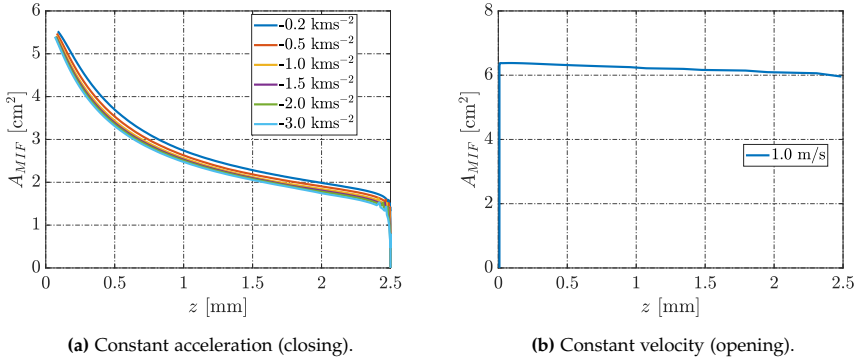 6
5
4
3
2
1
0
A_MIF [cm²]
-0.2 kms⁻²
-0.5 kms⁻²
-1.0 kms⁻²
-1.5 kms⁻²
-2.0 kms⁻²
-3.0 kms⁻²
0 0.5 1 1.5 2 2.5
z [mm]
(a) Constant acceleration (closing).
8
6
4
2
0
A_MIF [cm²]
1.0 m/s
0 0.5 1 1.5 2 2.5
z [mm]
(b) Constant velocity (opening).